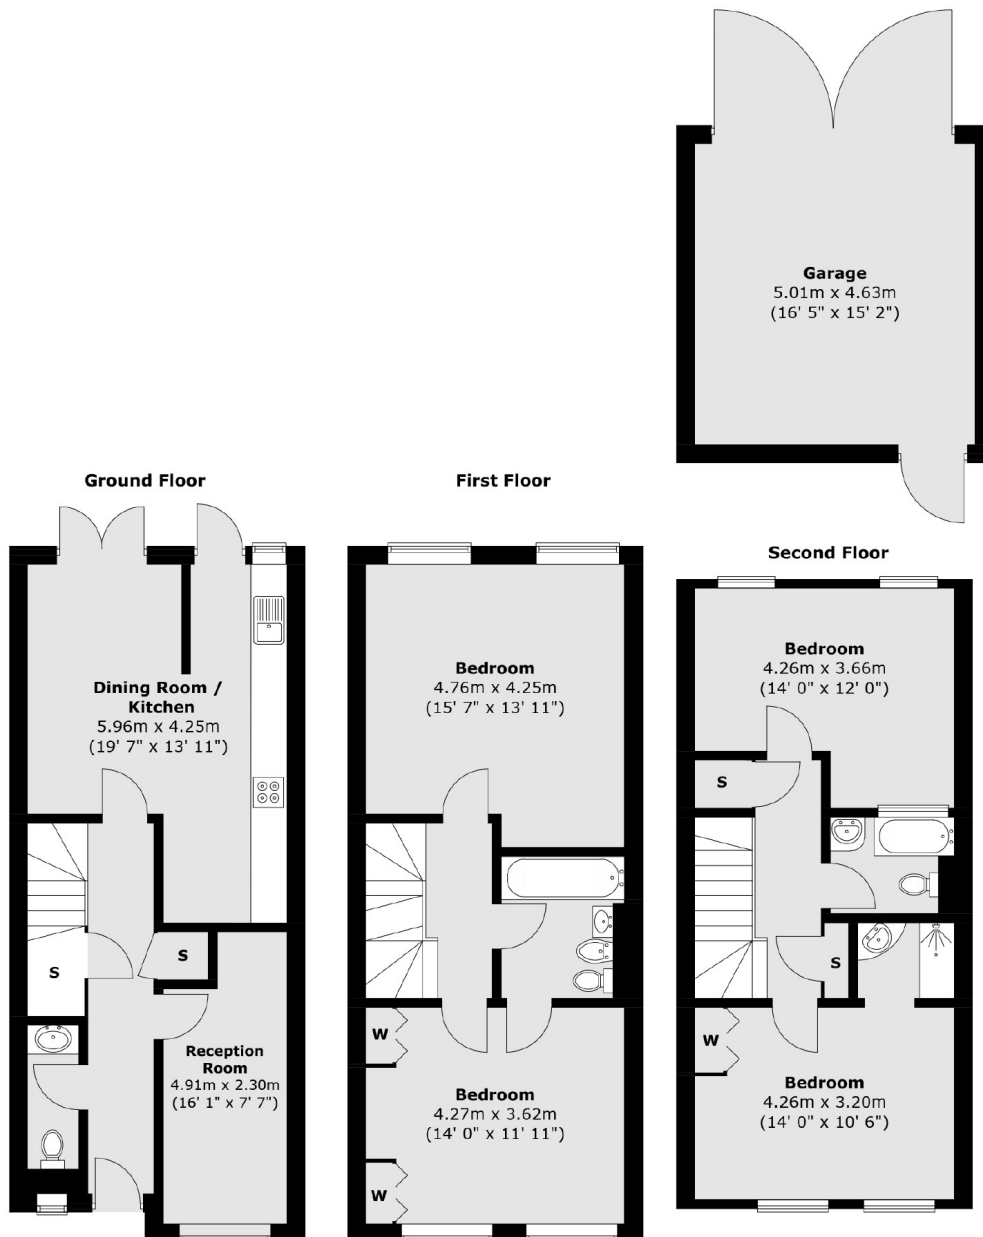 Garage
5.01m x 4.63m
(16' 5" x 15' 2")
Ground Floor
Dining Room /
Kitchen
5.96m x 4.25m
(19' 7" x 13' 11")
S
S
Reception
Room
4.91m x 2.30m
(16' 1" x 7' 7")
First Floor
Bedroom
4.76m x 4.25m
(15' 7" x 13' 11")
W
Bedroom
4.27m x 3.62m
(14' 0" x 11' 11")
W
Second Floor
Bedroom
4.26m x 3.66m
(14' 0" x 12' 0")
S
S
W
Bedroom
4.26m x 3.20m
(14' 0" x 10' 6")